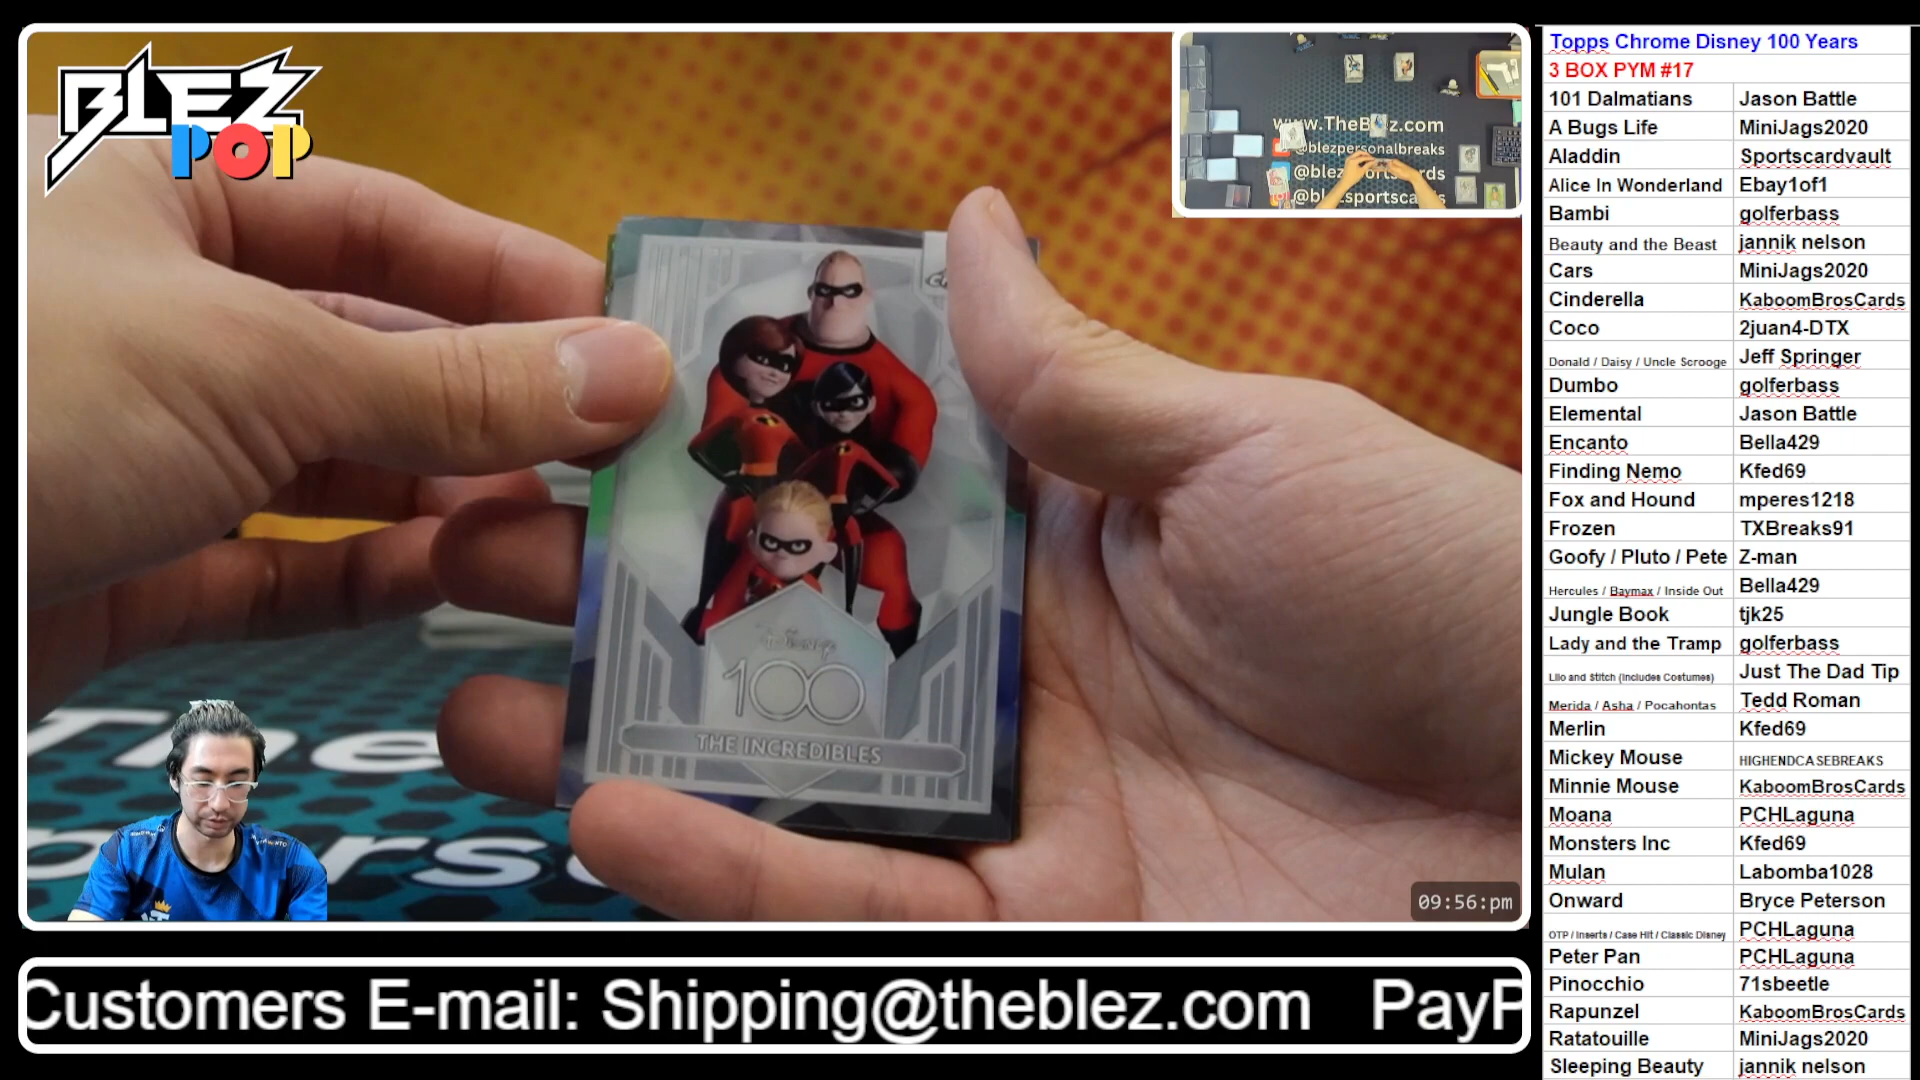 BLEZ
POP
www.TheBlez.com
@blezpersonalbreaks
Disney
100
THE INCREDIBLES
09:56:pm
Customers E-mail: Shipping@theblez.com PayP
Topps Chrome Disney 100 Years
3 BOX PYM #17
101 Dalmatians Jason Battle
A Bugs Life MiniJags2020
Aladdin Sportscardvault
Alice In Wonderland Ebay1of1
Bambi golferbass
Beauty and the Beast jannik nelson
Cars MiniJags2020
Cinderella KaboomBrosCards
Coco 2juan4-DTX
Donald / Daisy / Uncle Scrooge Jeff Springer
Dumbo golferbass
Elemental Jason Battle
Encanto Bella429
Finding Nemo Kfed69
Fox and Hound mperes1218
Frozen TXBreaks91
Goofy / Pluto / Pete Z-man
Hercules / Baymax / Inside Out Bella429
Jungle Book tjk25
Lady and the Tramp golferbass
Lilo and Stitch (Includes Costumes) Just The Dad Tip
Merida / Asha / Pocahontas Tedd Roman
Merlin Kfed69
Mickey Mouse HIGHENDCASEBREAKS
Minnie Mouse KaboomBrosCards
Moana PCHLaguna
Monsters Inc Kfed69
Mulan Labomba1028
Onward Bryce Peterson
OTP / Inserts / Case Hit / Classic Disney PCHLaguna
Peter Pan PCHLaguna
Pinocchio 71sbeetle
Rapunzel KaboomBrosCards
Ratatouille MiniJags2020
Sleeping Beauty jannik nelson